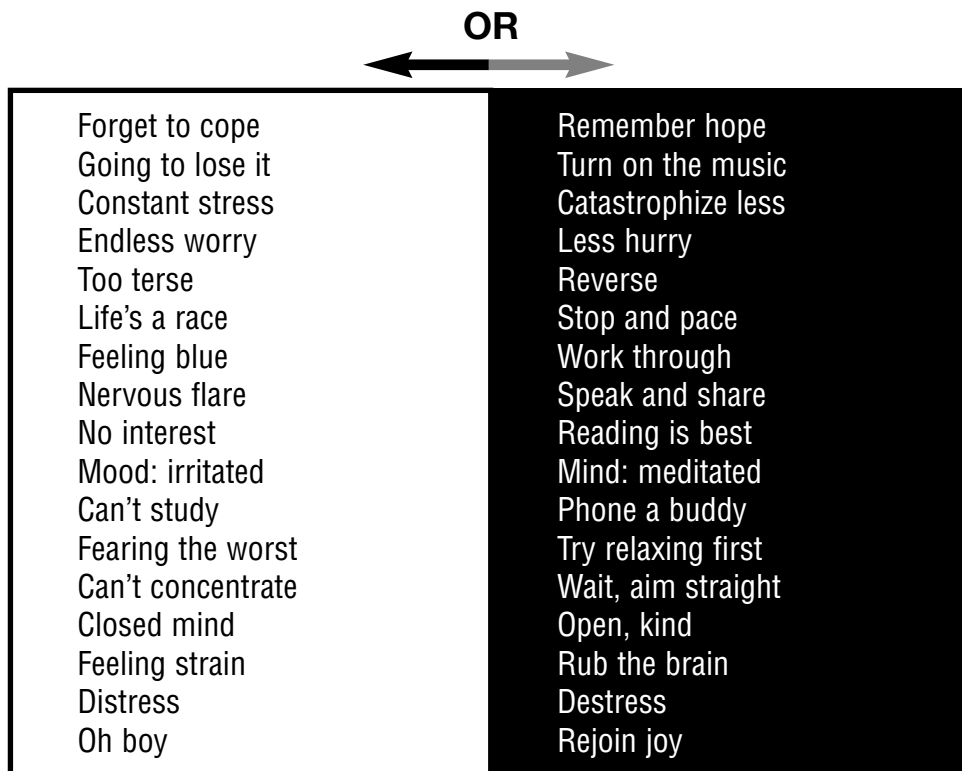 OR
Forget to cope
Going to lose it
Constant stress
Endless worry
Too terse
Life’s a race
Feeling blue
Nervous flare
No interest
Mood: irritated
Can’t study
Fearing the worst
Can’t concentrate
Closed mind
Feeling strain
Distress
Oh boy
Remember hope
Turn on the music
Catastrophize less
Less hurry
Reverse
Stop and pace
Work through
Speak and share
Reading is best
Mind: meditated
Phone a buddy
Try relaxing first
Wait, aim straight
Open, kind
Rub the brain
Destress
Rejoin joy